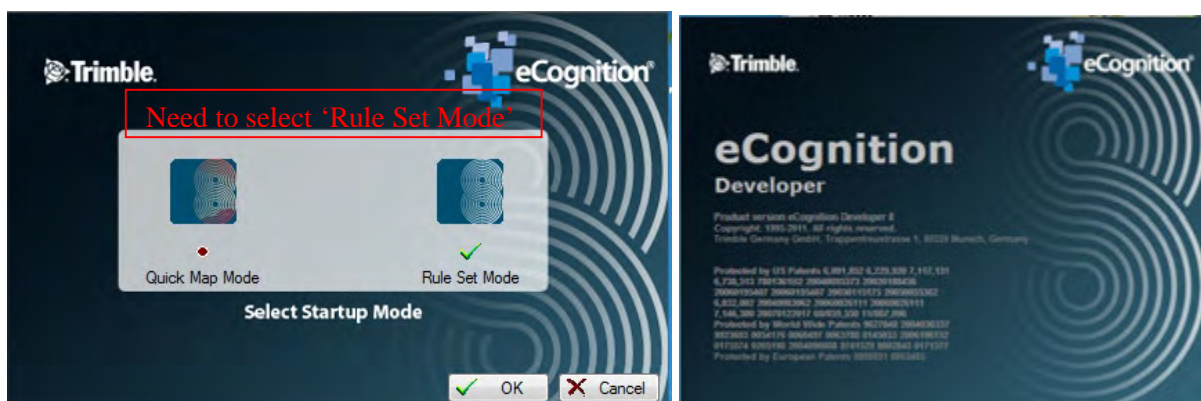 Trimble.
eCognition®
Need to select ‘Rule Set Mode’
Quick Map Mode
Rule Set Mode
Select Startup Mode
OK
Cancel
Trimble.
eCognition
eCognition
Developer
Product version eCognition Developer 8
Copyright 1995-2011. All rights reserved.
Trimble Germany GmbH, Trappentreustrasse 1, Munich, Germany
Protected by US Patents
Protected by World Wide Patents
Protected by European Patents